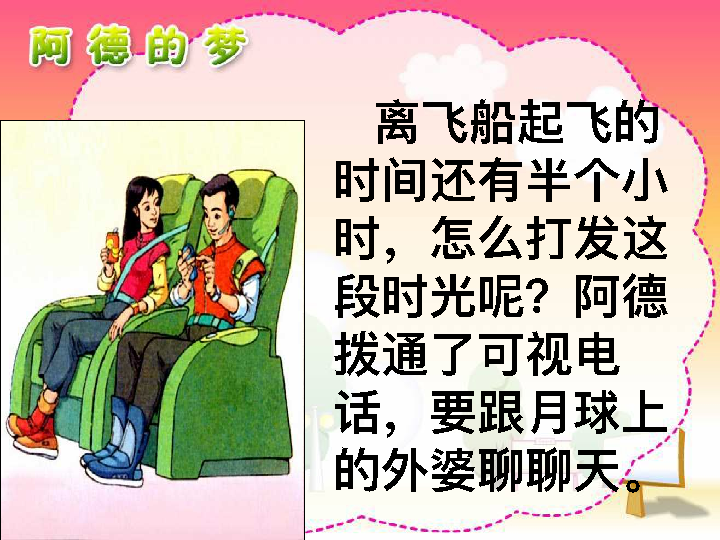 阿德的梦
离飞船起飞的
时间还有半个小
时，怎么打发这
段时光呢？阿德
拨通了可视电
话，要跟月球上
的外婆聊聊天。